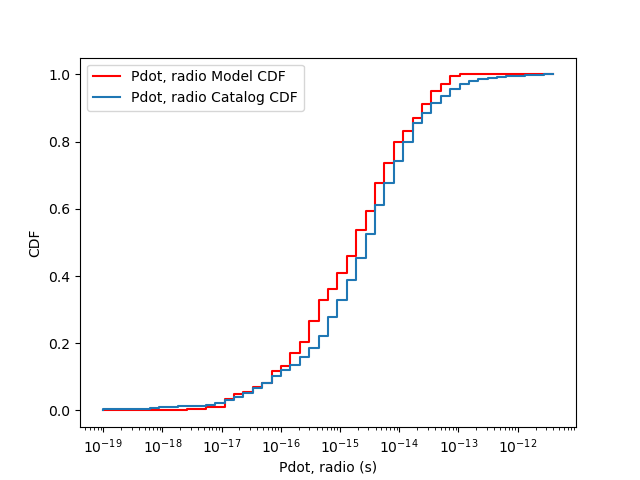 Pdot, radio Model CDF
Pdot, radio Catalog CDF
1.0
0.8
0.6
0.4
0.2
0.0
CDF
10⁻¹⁹ 10⁻¹⁸ 10⁻¹⁷ 10⁻¹⁶ 10⁻¹⁵ 10⁻¹⁴ 10⁻¹³ 10⁻¹²
Pdot, radio (s)